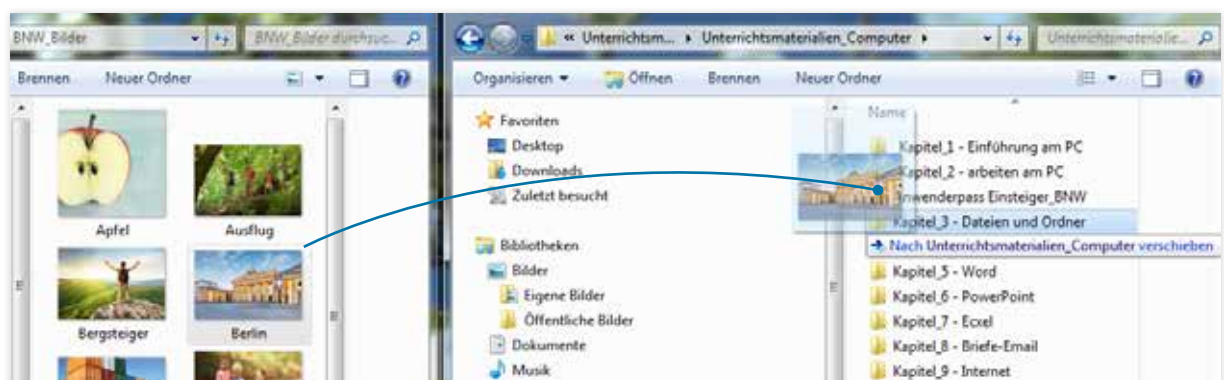 BNW_Bilder
BNW_Bilder durchsuc...
Brennen Neuer Ordner
Apfel Ausflug
Bergsteiger Berlin
« Unterrichtsm... Unterrichtsmaterialien_Computer
Unterrichtsmaterialie...
Organisieren Öffnen Brennen Neuer Ordner
Favoriten
Desktop
Downloads
Zuletzt besucht
Bibliotheken
Bilder
Eigene Bilder
Öffentliche Bilder
Dokumente
Musik
Name
Kapitel_1 - Einführung am PC
Kapitel_2 - arbeiten am PC
Anwenderpass Einsteiger_BNW
Kapitel_3 - Dateien und Ordner
Nach Unterrichtsmaterialien_Computer verschieben
Kapitel_5 - Word
Kapitel_6 - PowerPoint
Kapitel_7 - Ecxel
Kapitel_8 - Briefe-Email
Kapitel_9 - Internet